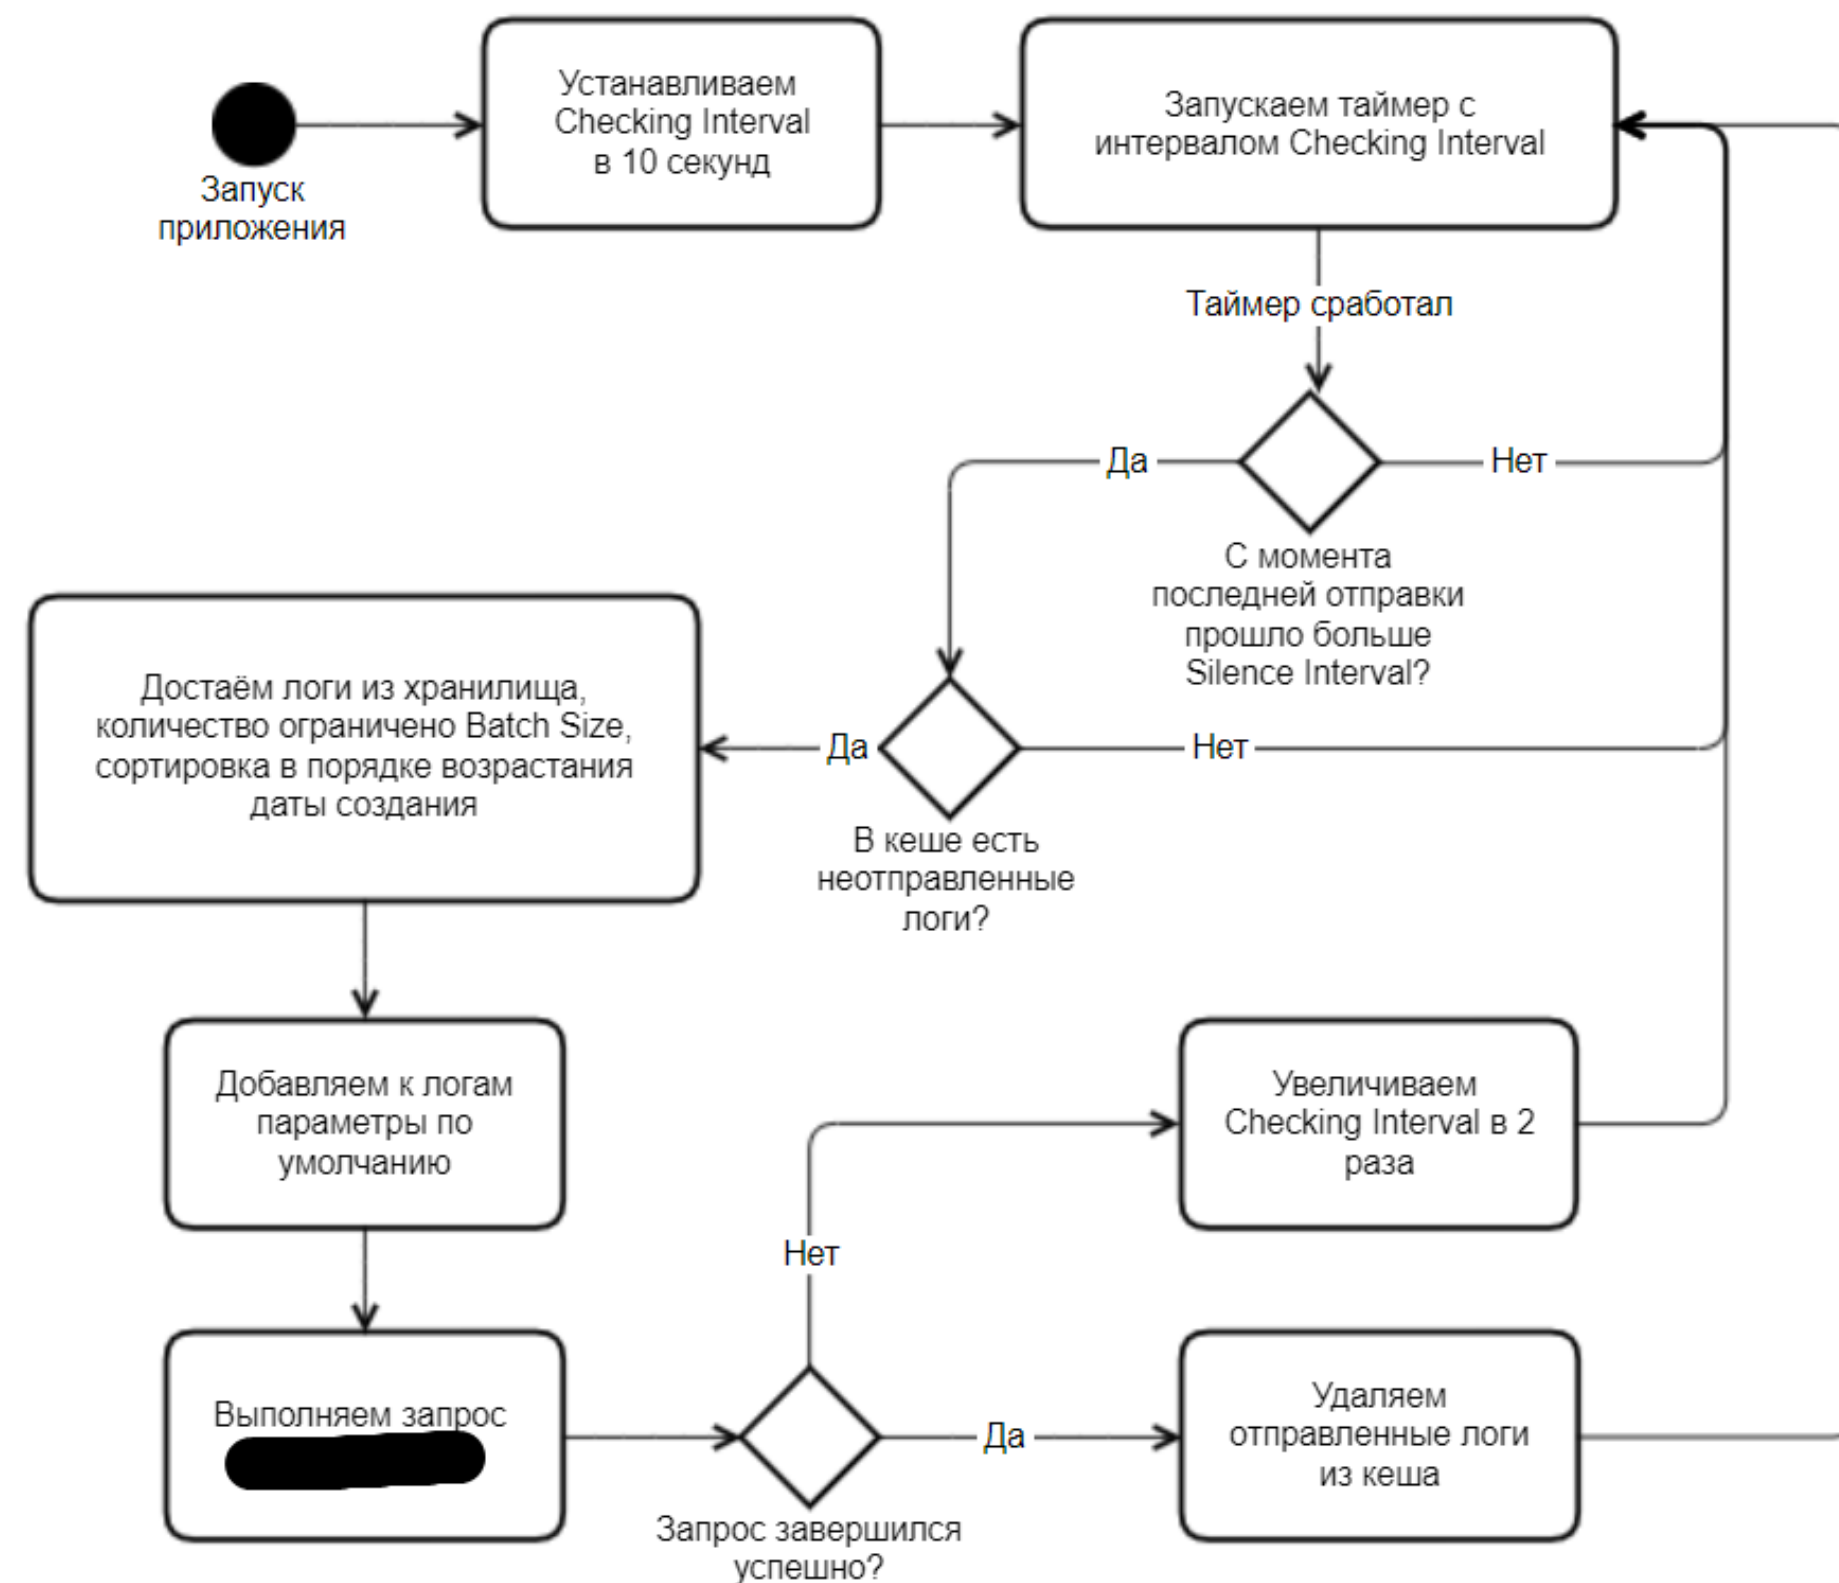 Запуск
приложения
Устанавливаем
Checking Interval
в 10 секунд
Запускаем таймер с
интервалом Checking Interval
Таймер сработал
Да
Нет
С момента
последней отправки
прошло больше
Silence Interval?
Достаём логи из хранилища,
количество ограничено Batch Size,
сортировка в порядке возрастания
даты создания
Да
Нет
В кеше есть
неотправленные
логи?
Добавляем к логам
параметры по
умолчанию
Увеличиваем
Checking Interval в 2
раза
Нет
Выполняем запрос
Да
Удаляем
отправленные логи
из кеша
Запрос завершился
успешно?